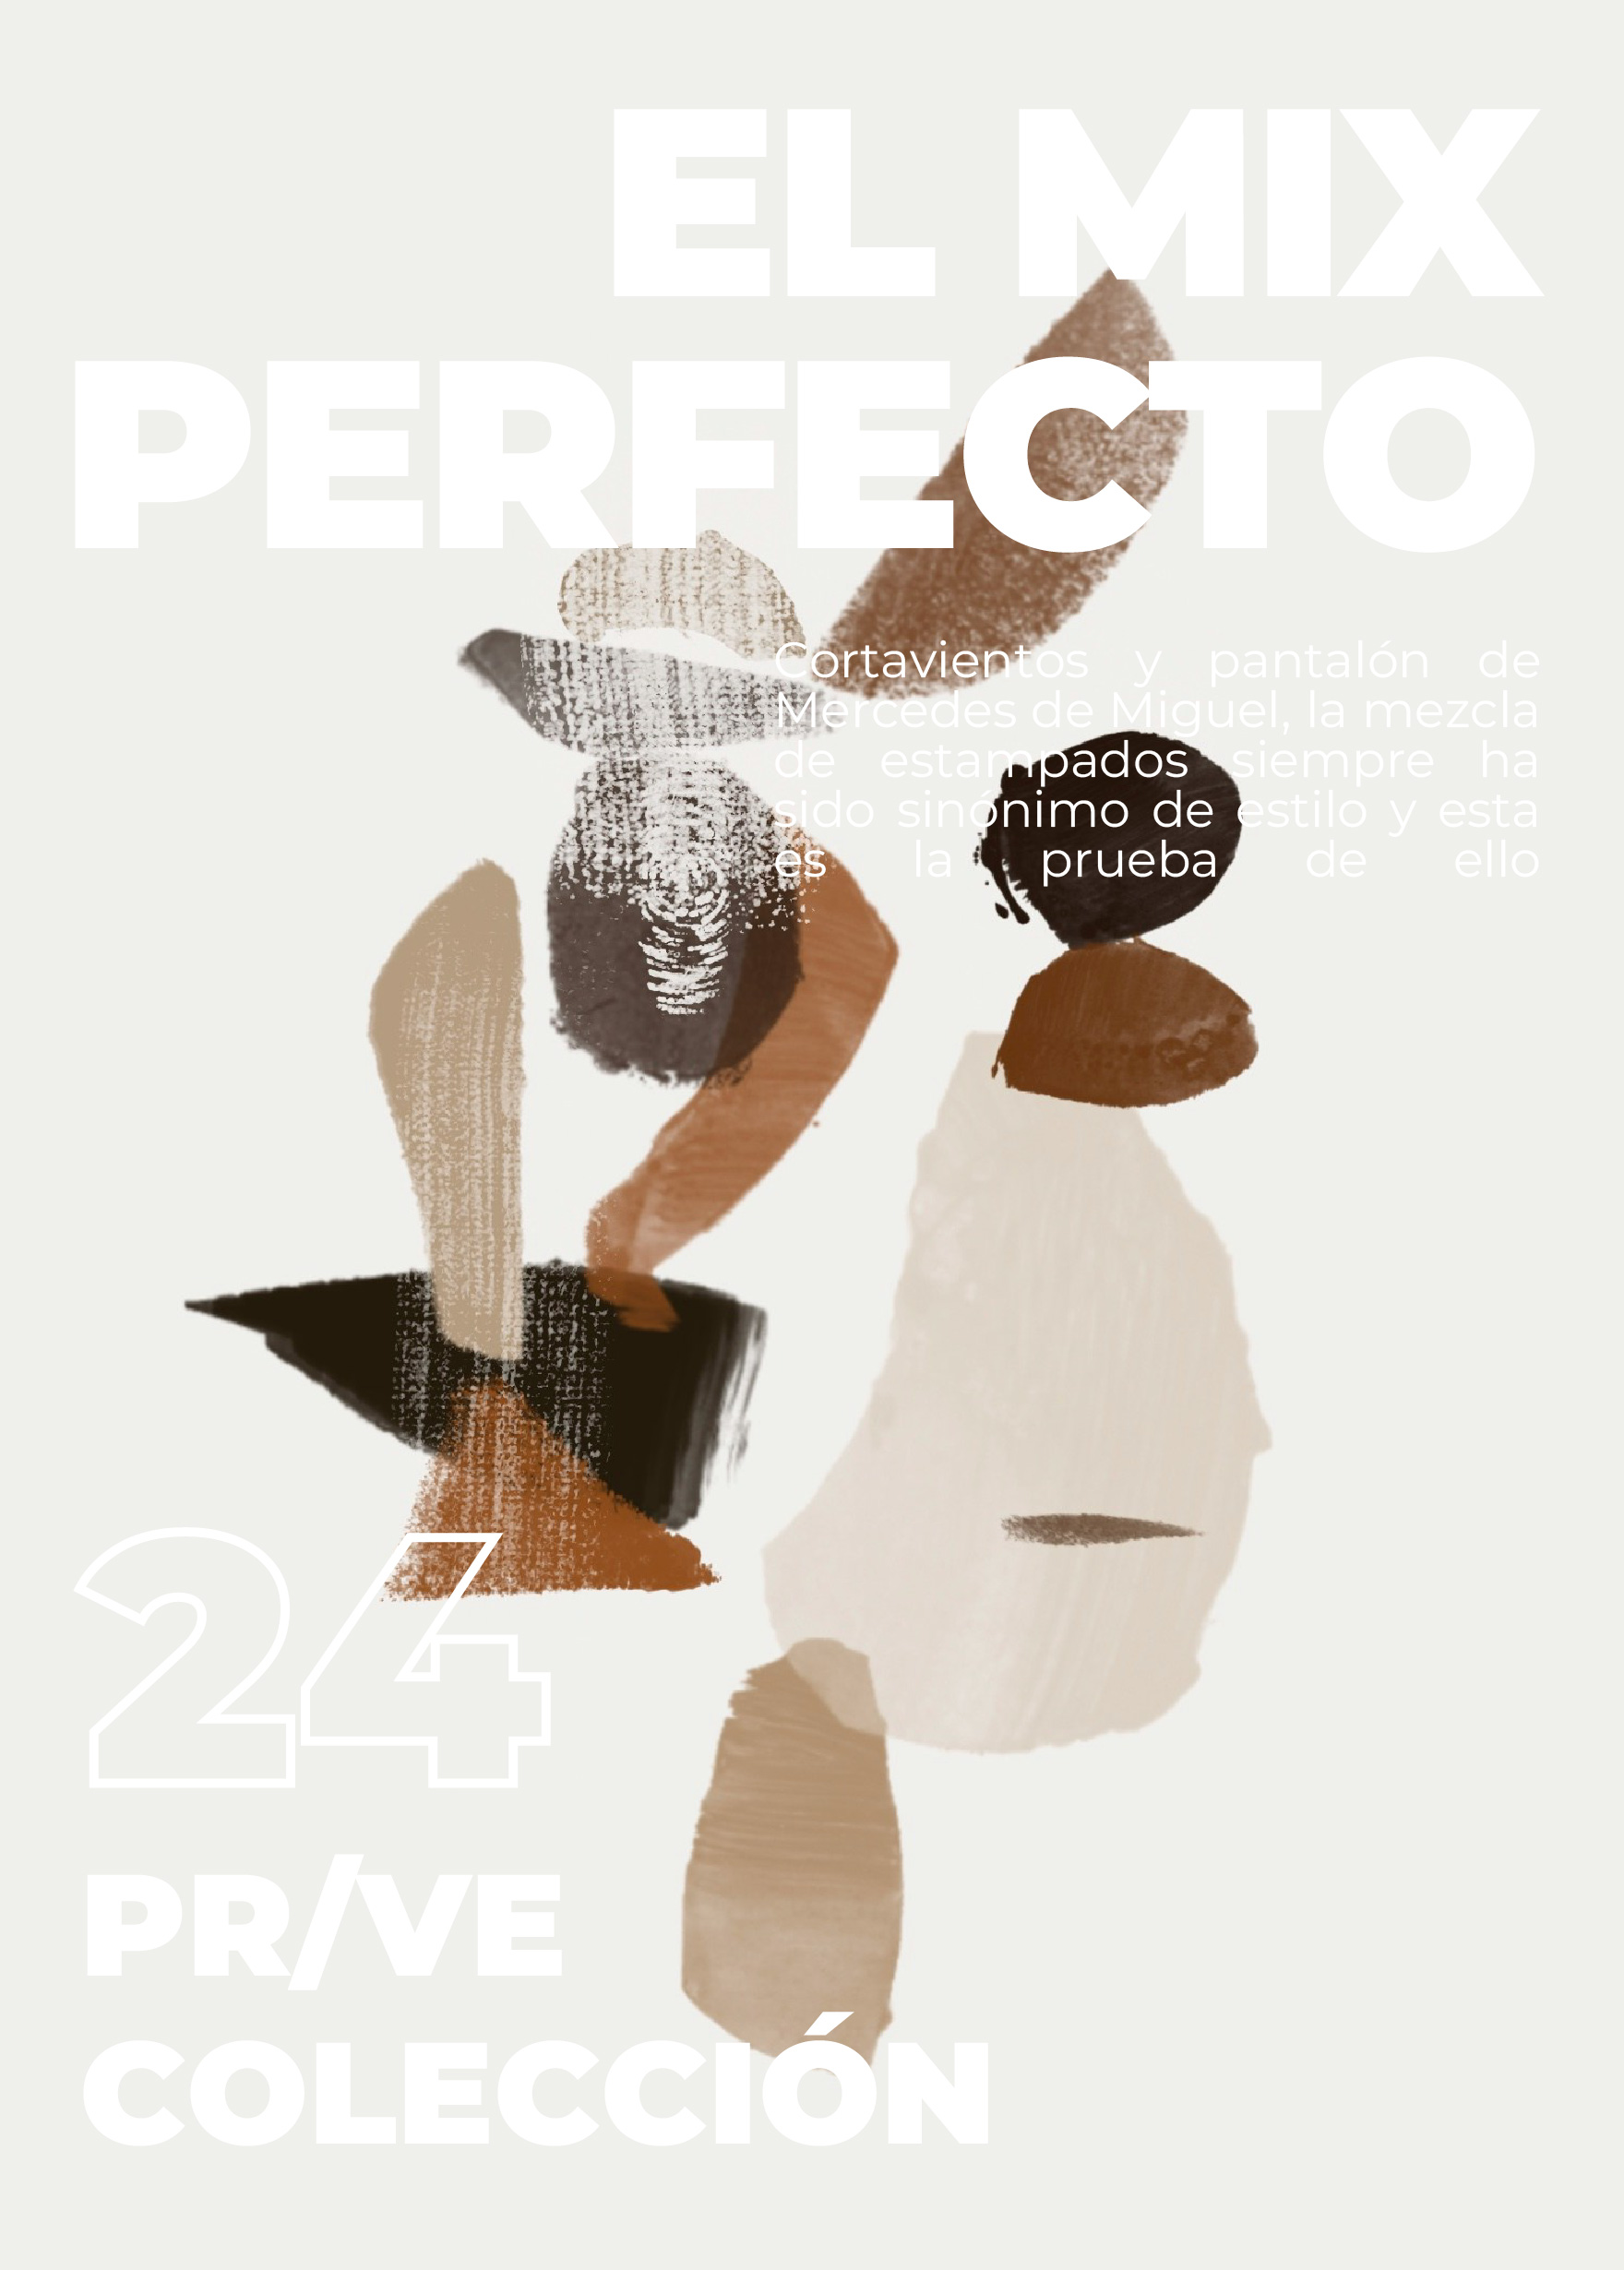 EL MIX
PERFECTO
Cortavientos y pantalón de
Mercedes de Miguel, la mezcla
de estampados siempre ha
sido sinónimo de estilo y esta
es la prueba de ello
24
PR/VE
COLECCIÓN